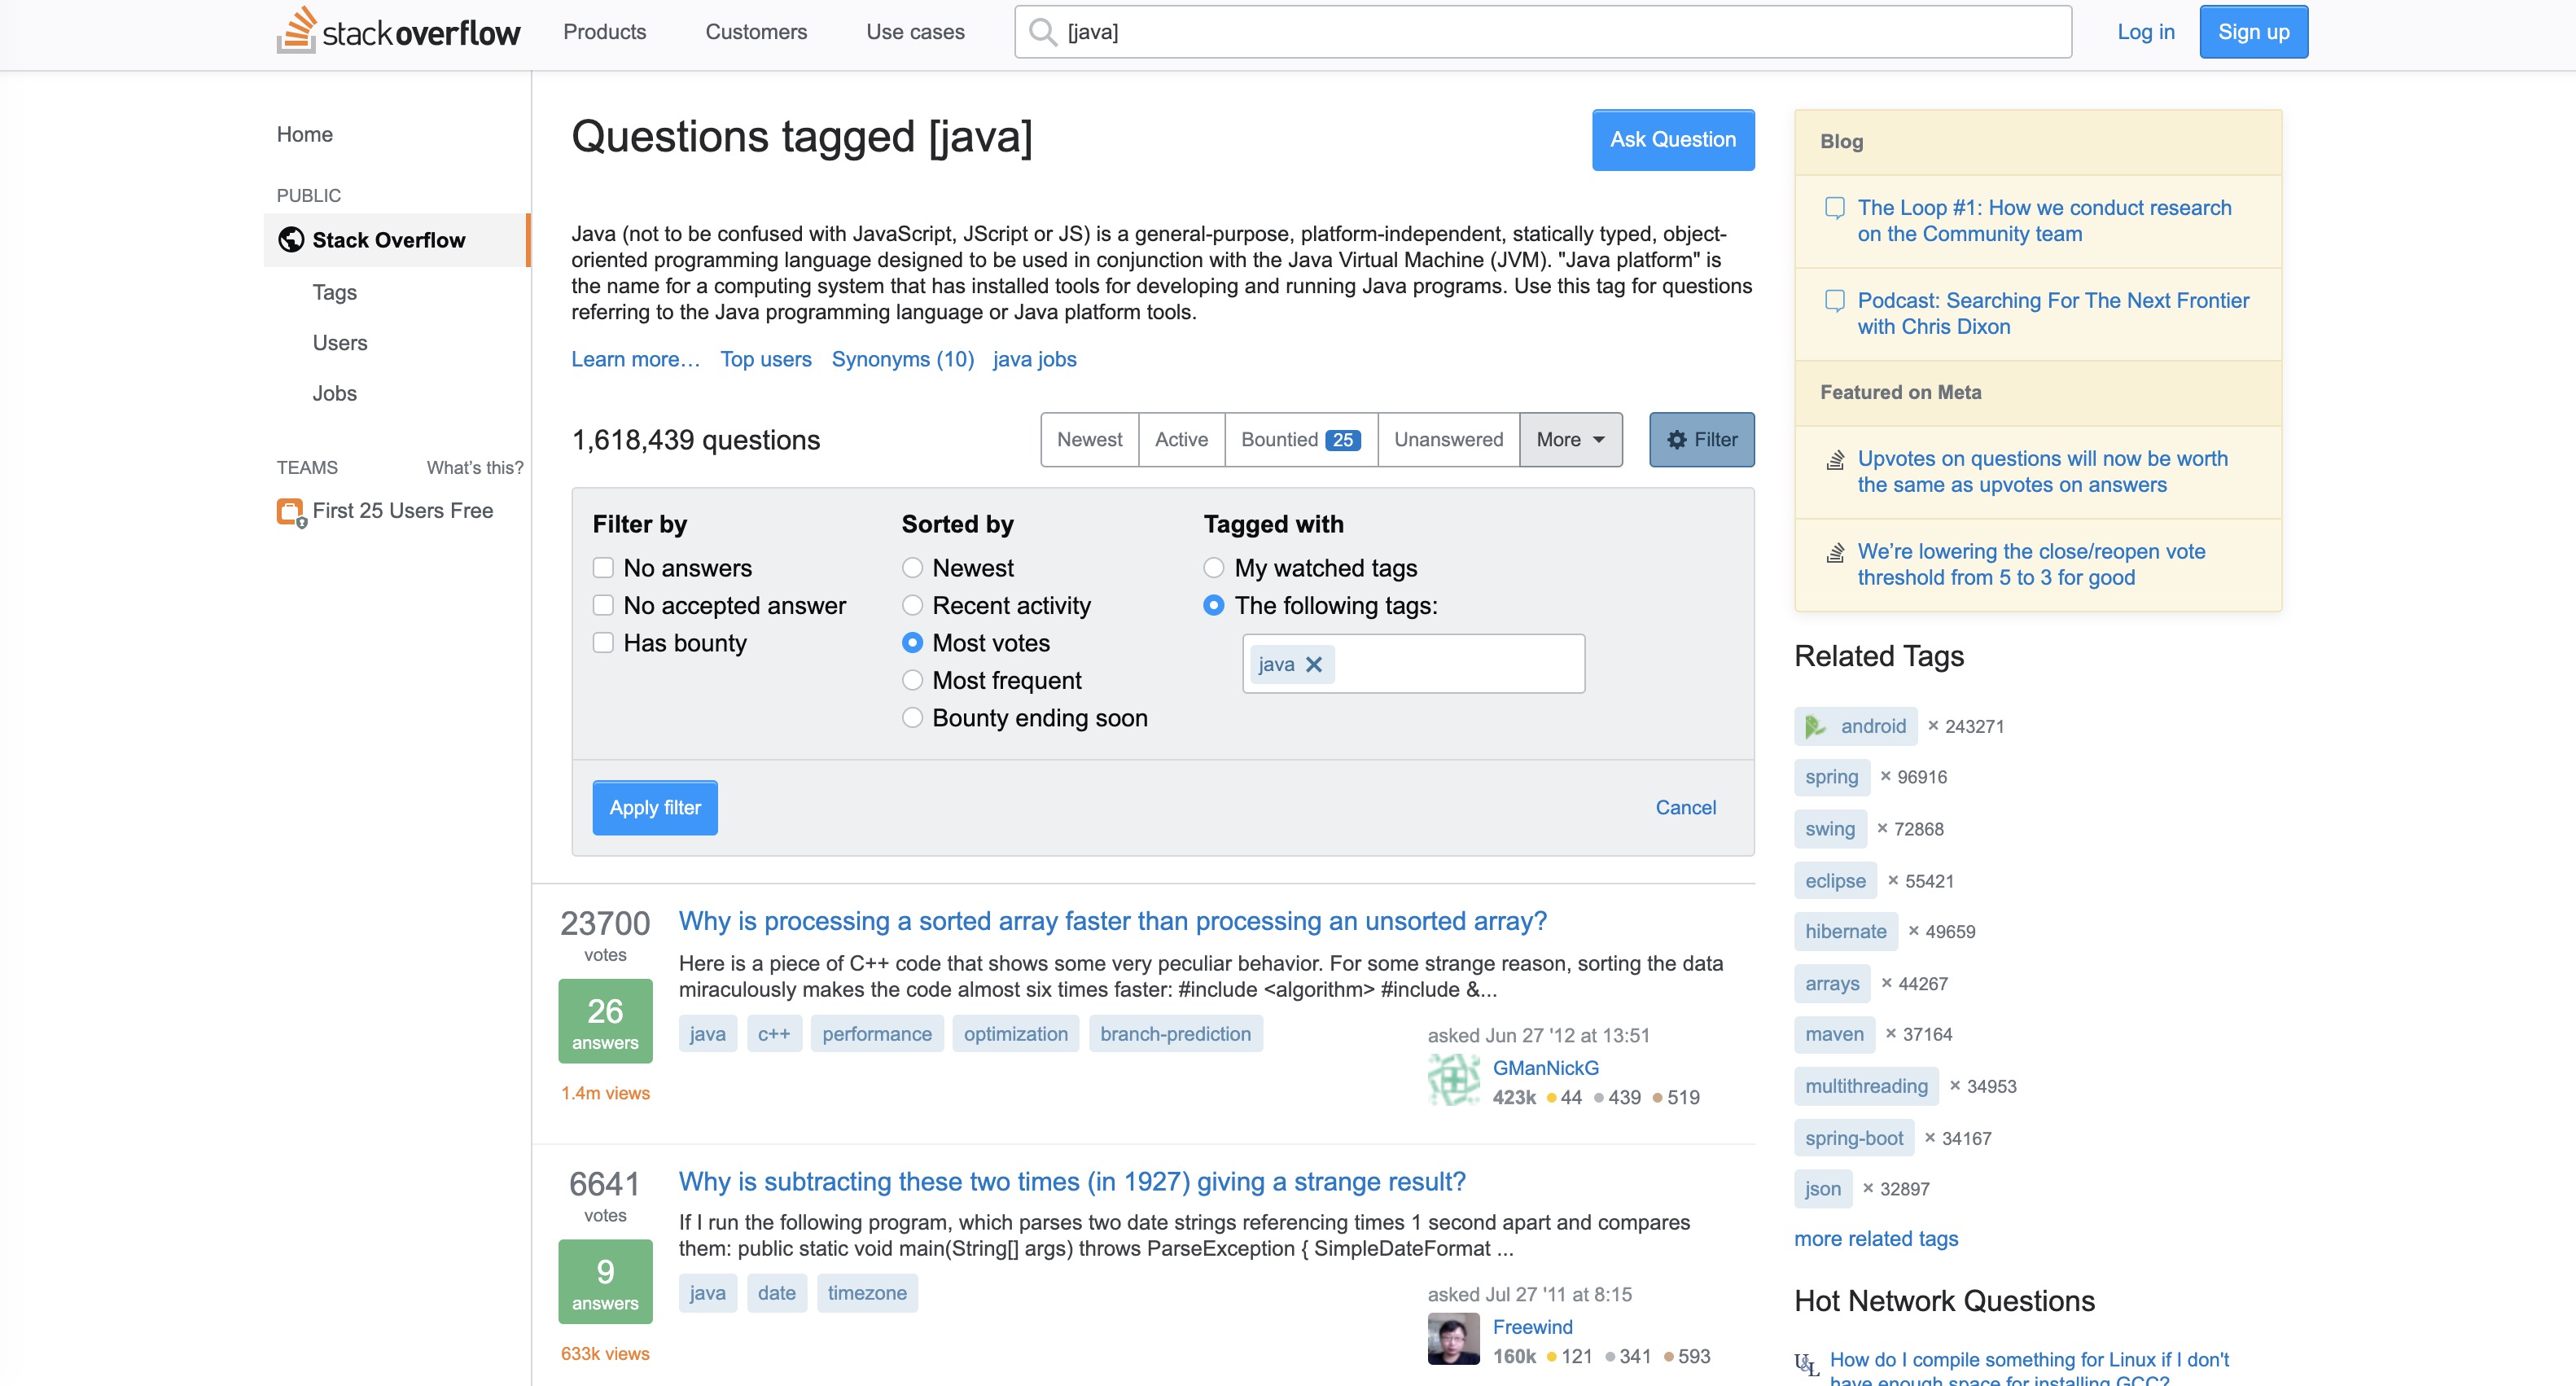 stackoverflow
Products
Customers
Use cases
[java]
Log in
Sign up
Home
PUBLIC
Stack Overflow
Tags
Users
Jobs
TEAMS
What's this?
First 25 Users Free
Questions tagged [java]
Ask Question
Java (not to be confused with JavaScript, JScript or JS) is a general-purpose, platform-independent, statically typed, object-
oriented programming language designed to be used in conjunction with the Java Virtual Machine (JVM). "Java platform" is
the name for a computing system that has installed tools for developing and running Java programs. Use this tag for questions
referring to the Java programming language or Java platform tools.
Learn more…
Top users
Synonyms (10)
java jobs
1,618,439 questions
Newest
Active
Bountied 25
Unanswered
More
Filter
Filter by
No answers
No accepted answer
Has bounty
Sorted by
Newest
Recent activity
Most votes
Most frequent
Bounty ending soon
Tagged with
My watched tags
The following tags:
java
Apply filter
Cancel
23700
votes
26
answers
1.4m views
Why is processing a sorted array faster than processing an unsorted array?
Here is a piece of C++ code that shows some very peculiar behavior. For some strange reason, sorting the data
miraculously makes the code almost six times faster: #include <algorithm> #include &...
java
c++
performance
optimization
branch-prediction
asked Jun 27 '12 at 13:51
GManNickG
423k 44 439 519
6641
votes
9
answers
633k views
Why is subtracting these two times (in 1927) giving a strange result?
If I run the following program, which parses two date strings referencing times 1 second apart and compares
them: public static void main(String[] args) throws ParseException { SimpleDateFormat ...
java
date
timezone
asked Jul 27 '11 at 8:15
Freewind
160k 121 341 593
Blog
The Loop #1: How we conduct research
on the Community team
Podcast: Searching For The Next Frontier
with Chris Dixon
Featured on Meta
Upvotes on questions will now be worth
the same as upvotes on answers
We're lowering the close/reopen vote
threshold from 5 to 3 for good
Related Tags
android × 243271
spring × 96916
swing × 72868
eclipse × 55421
hibernate × 49659
arrays × 44267
maven × 37164
multithreading × 34953
spring-boot × 34167
json × 32897
more related tags
Hot Network Questions
How do I compile something for Linux if I don't
have enough space for installing GCC?